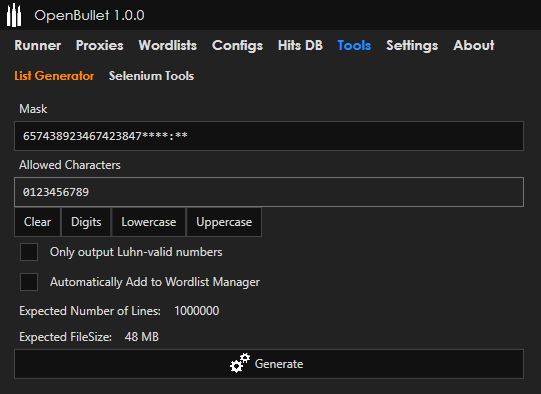 OpenBullet 1.0.0
Runner Proxies Wordlists Configs Hits DB Tools Settings About
List Generator Selenium Tools
Mask
657438923467423847****:**
Allowed Characters
0123456789
Clear Digits Lowercase Uppercase
Only output Luhn-valid numbers
Automatically Add to Wordlist Manager
Expected Number of Lines: 1000000
Expected FileSize: 48 MB
Generate